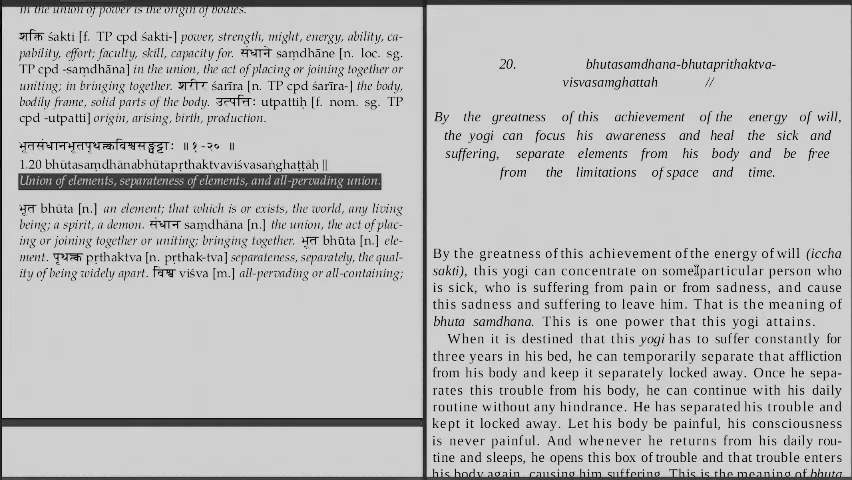 in the union of power is the origin of bodies.
शक्ति śakti [f. TP cpd śakti-] power, strength, might, energy, ability, ca-
pability, effort; faculty, skill, capacity for. संधाने saṃdhāne [n. loc. sg.
TP cpd -saṃdhāna] in the union, the act of placing or joining together or
uniting; in bringing together. शरीर śarīra [n. TP cpd śarīra-] the body,
bodily frame, solid parts of the body. उत्पत्तिः utpattiḥ [f. nom. sg. TP
cpd -utpatti] origin, arising, birth, production.
भूतसंधानभूतपृथत्क्वविश्वसङ्घट्टाः ॥ १-२० ॥
1.20 bhūtasaṃdhānabhūtapṛthaktvaviśvasaṅghaṭṭāḥ ||
Union of elements, separateness of elements, and all-pervading union.
भूत bhūta [n.] an element; that which is or exists, the world, any living
being; a spirit, a demon. संधान saṃdhāna [n.] the union, the act of plac-
ing or joining together or uniting; bringing together. भूत bhūta [n.] ele-
ment. पृथत्क्व pṛthaktva [n. pṛthak-tva] separateness, separately, the qual-
ity of being widely apart. विश्व viśva [m.] all-pervading or all-containing;
20. bhutasamdhana-bhutaprithaktva-
visvasamghattah //
By the greatness of this achievement of the energy of will,
the yogi can focus his awareness and heal the sick and
suffering, separate elements from his body and be free
from the limitations of space and time.
By the greatness of this achievement of the energy of will (iccha
sakti), this yogi can concentrate on some particular person who
is sick, who is suffering from pain or from sadness, and cause
this sadness and suffering to leave him. That is the meaning of
bhuta samdhana. This is one power that this yogi attains.
When it is destined that this yogi has to suffer constantly for
three years in his bed, he can temporarily separate that affliction
from his body and keep it separately locked away. Once he sepa-
rates this trouble from his body, he can continue with his daily
routine without any hindrance. He has separated his trouble and
kept it locked away. Let his body be painful, his consciousness
is never painful. And whenever he returns from his daily rou-
tine and sleeps, he opens this box of trouble and that trouble enters
his body again, causing him suffering. This is the meaning of bhuta